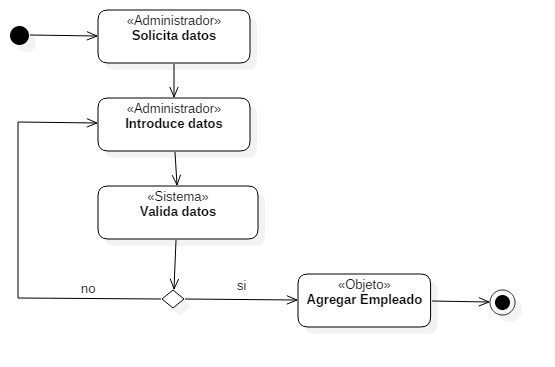 «Administrador»
Solicita datos
«Administrador»
Introduce datos
«Sistema»
Valida datos
no
si
«Objeto»
Agregar Empleado